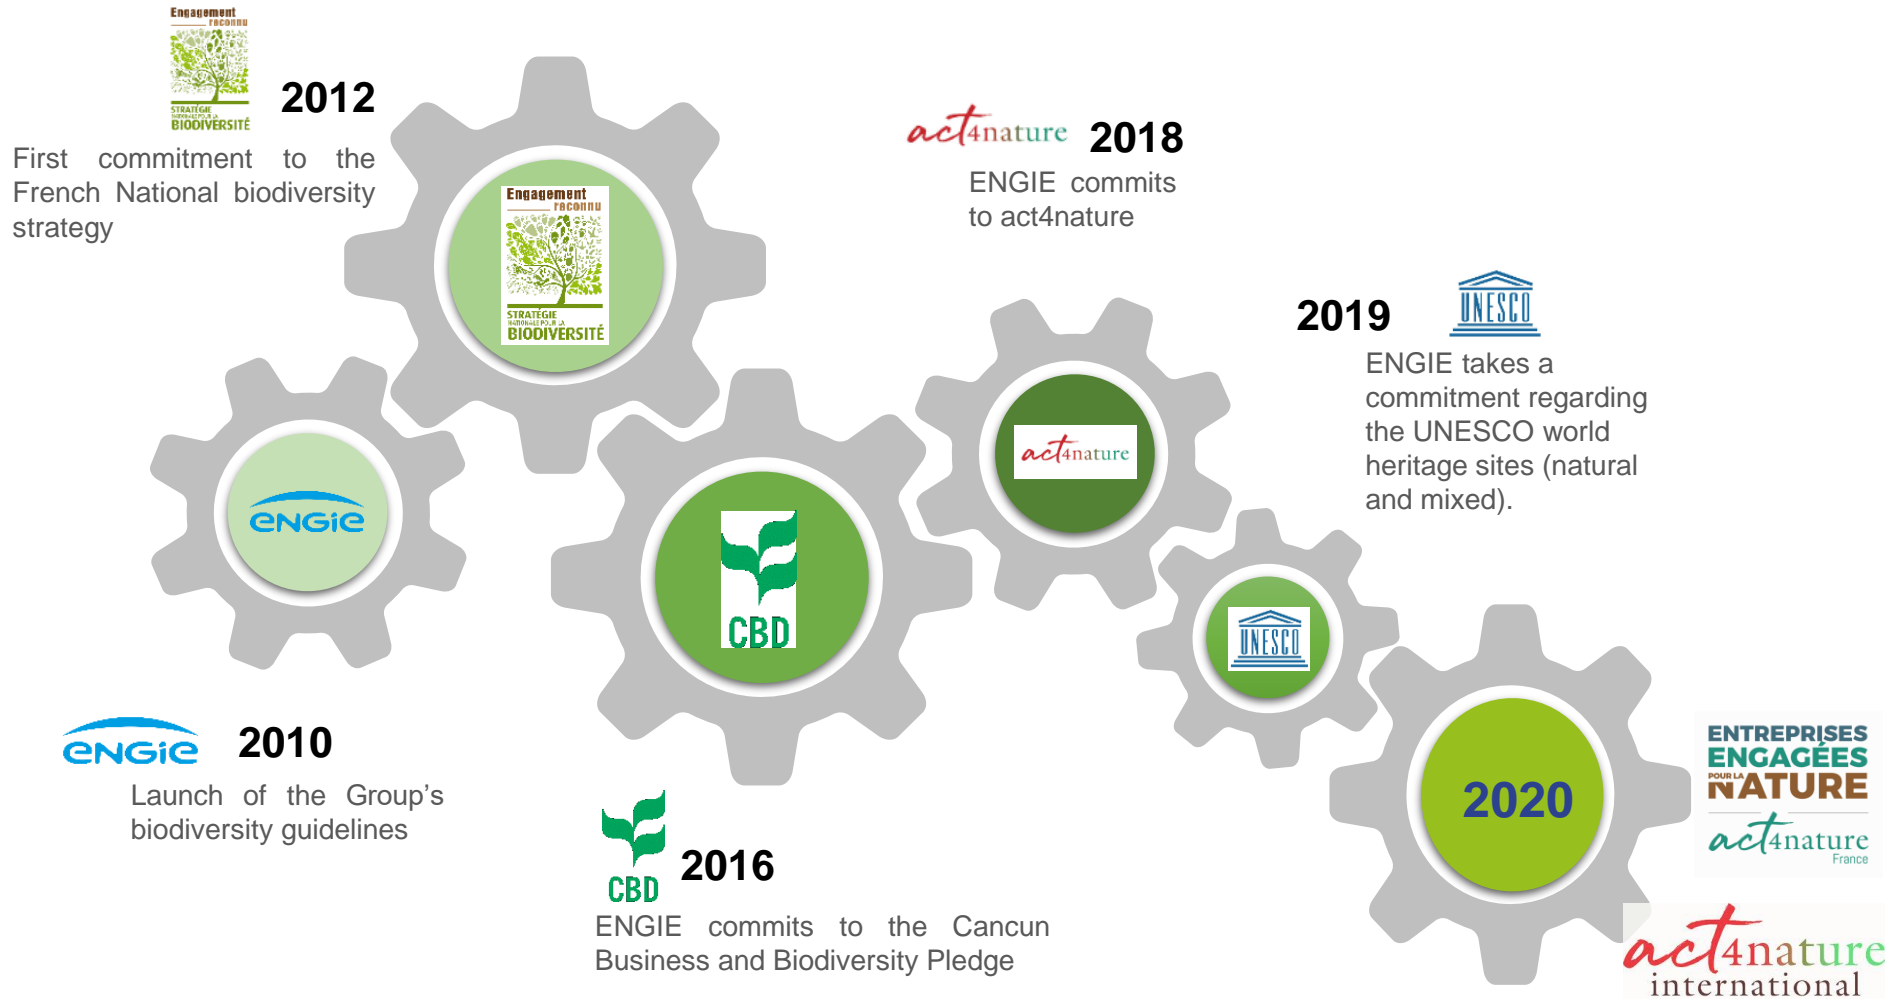 Engagement
reconnu
STRATÉGIE
NATIONALE POUR LA
BIODIVERSITÉ
2012
First commitment to the
French National biodiversity
strategy
Engagement
reconnu
STRATÉGIE
NATIONALE POUR LA
BIODIVERSITÉ
act4nature
2018
ENGIE commits
to act4nature
2019
UNESCO
ENGIE takes a
commitment regarding
the UNESCO world
heritage sites (natural
and mixed).
act4nature
ENGIE
CBD
UNESCO
ENGIE
2010
Launch of the Group's
biodiversity guidelines
CBD
2016
ENGIE commits to the Cancun
Business and Biodiversity Pledge
2020
ENTREPRISES
ENGAGÉES
POUR LA
NATURE
act4nature
France
act4nature
international